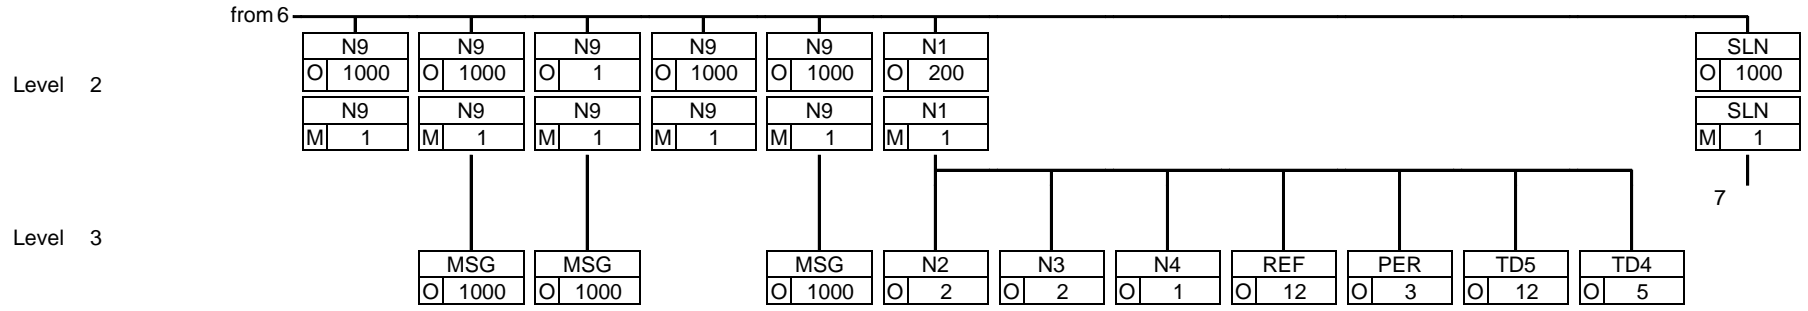 from 6
N9 N9 N9 N9 N9 N1 SLN
O 1000 O 1000 O 1 O 1000 O 1000 O 200 O 1000
Level 2
N9 N9 N9 N9 N9 N1 SLN
M 1 M 1 M 1 M 1 M 1 M 1 M 1
7
Level 3
MSG MSG MSG N2 N3 N4 REF PER TD5 TD4
O 1000 O 1000 O 1000 O 2 O 2 O 1 O 12 O 3 O 12 O 5